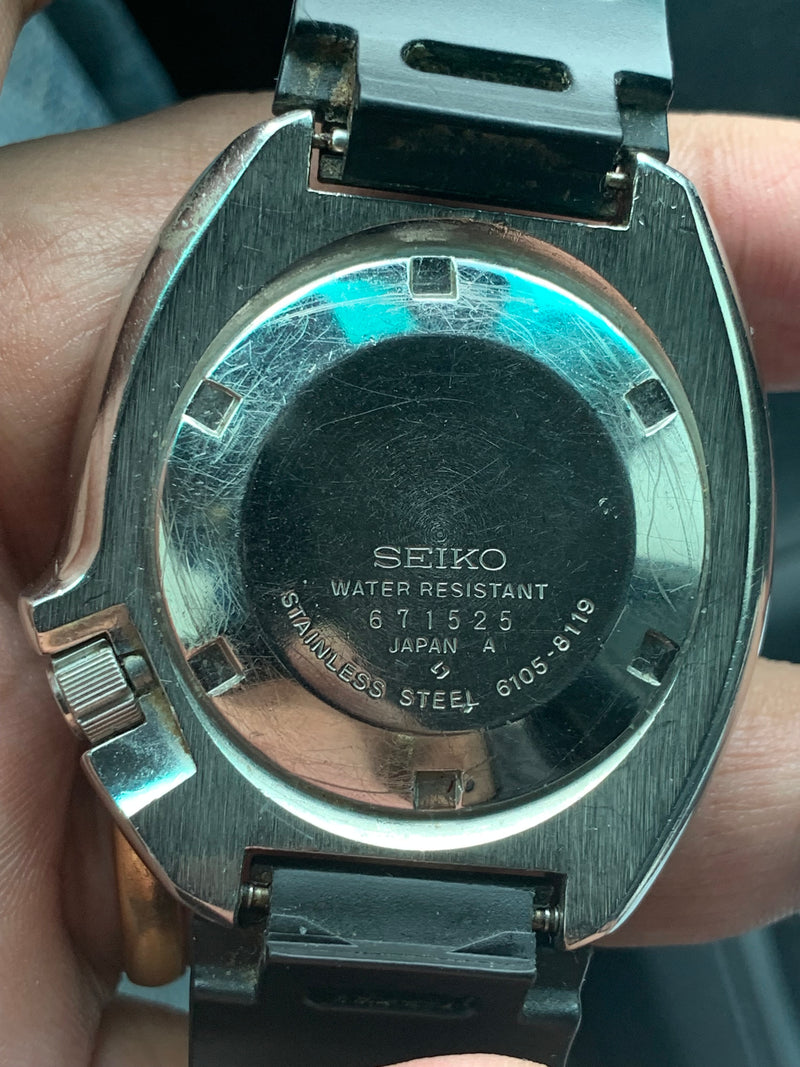 SEIKO
WATER RESISTANT
671525
JAPAN A
STAINLESS STEEL 6105-8119